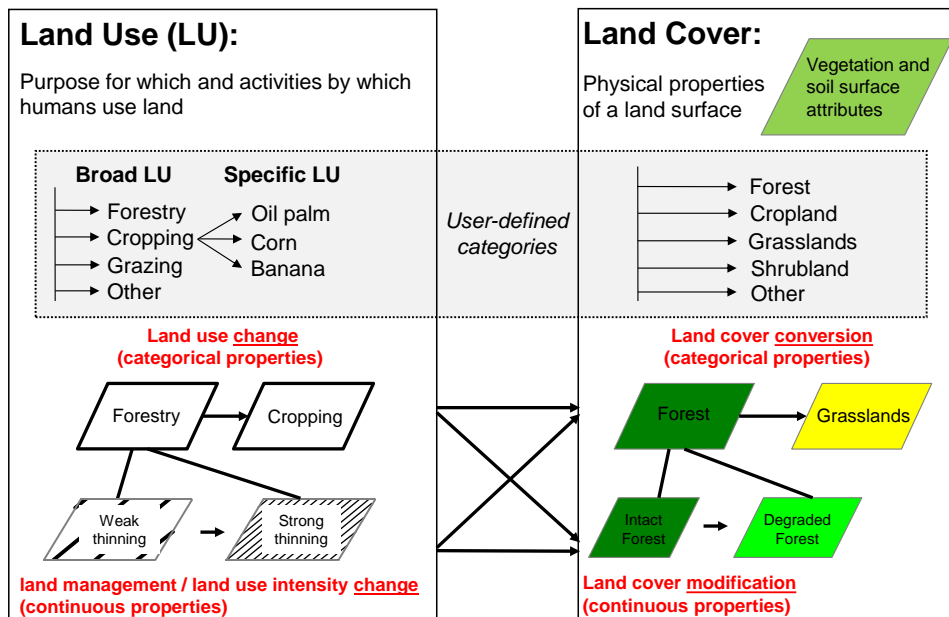 Land Use (LU):
Purpose for which and activities by which
humans use land
Broad LU
Forestry
Cropping
Grazing
Other
Specific LU
Oil palm
Corn
Banana
Land use change
(categorical properties)
Forestry
Cropping
Weak
thinning
Strong
thinning
land management / land use intensity change
(continuous properties)
User-defined
categories
Land Cover:
Physical properties
of a land surface
Vegetation and
soil surface
attributes
Forest
Cropland
Grasslands
Shrubland
Other
Land cover conversion
(categorical properties)
Forest
Grasslands
Intact
Forest
Degraded
Forest
Land cover modification
(continuous properties)